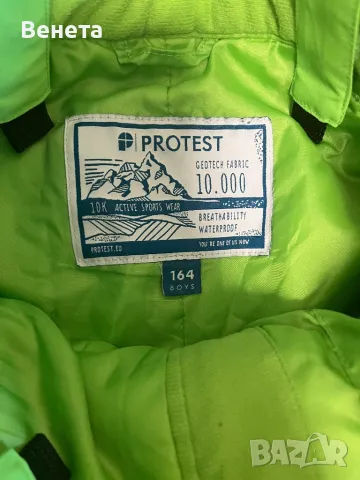 Венета
PROTEST
GEOTECH FABRIC
10.000
10K ACTIVE SPORTS WEAR
BREATHABILITY
WATERPROOF
PROTEST.EU
YOU BE ONE OF US NOW
164
BOYS
BAZAR